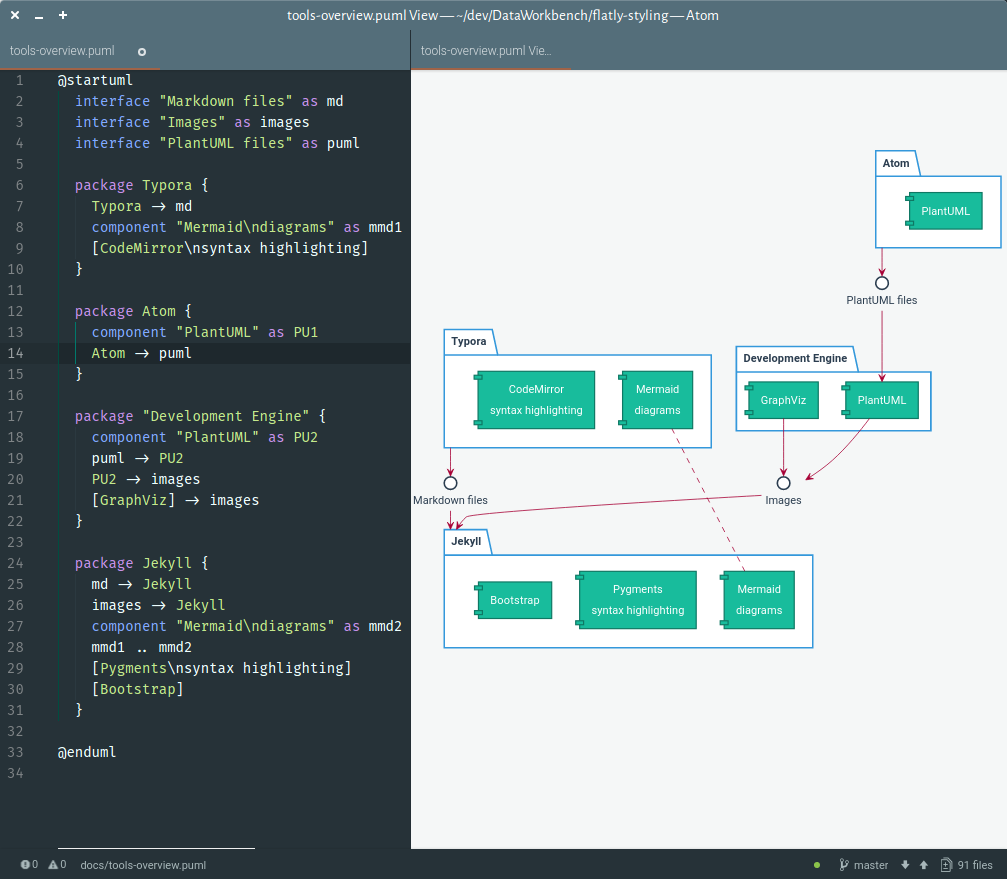 tools-overview.puml View — ~/dev/DataWorkbench/flatly-styling — Atom
tools-overview.puml
tools-overview.puml Vie...
1 @startuml
2 interface "Markdown files" as md
3 interface "Images" as images
4 interface "PlantUML files" as puml
5
6 package Typora {
7 Typora → md
8 component "Mermaid\ndiagrams" as mmd1
9 [CodeMirror\nsyntax highlighting]
10 }
11
12 package Atom {
13 component "PlantUML" as PU1
14 Atom → puml
15 }
16
17 package "Development Engine" {
18 component "PlantUML" as PU2
19 puml → PU2
20 PU2 → images
21 [GraphViz] → images
22 }
23
24 package Jekyll {
25 md → Jekyll
26 images → Jekyll
27 component "Mermaid\ndiagrams" as mmd2
28 mmd1 .. mmd2
29 [Pygments\nsyntax highlighting]
30 [Bootstrap]
31 }
32
33 @enduml
34
Atom
PlantUML
PlantUML files
Typora
CodeMirror
syntax highlighting
Mermaid
diagrams
Development Engine
GraphViz
PlantUML
Markdown files
Images
Jekyll
Bootstrap
Pygments
syntax highlighting
Mermaid
diagrams
0 0 docs/tools-overview.puml
master 91 files